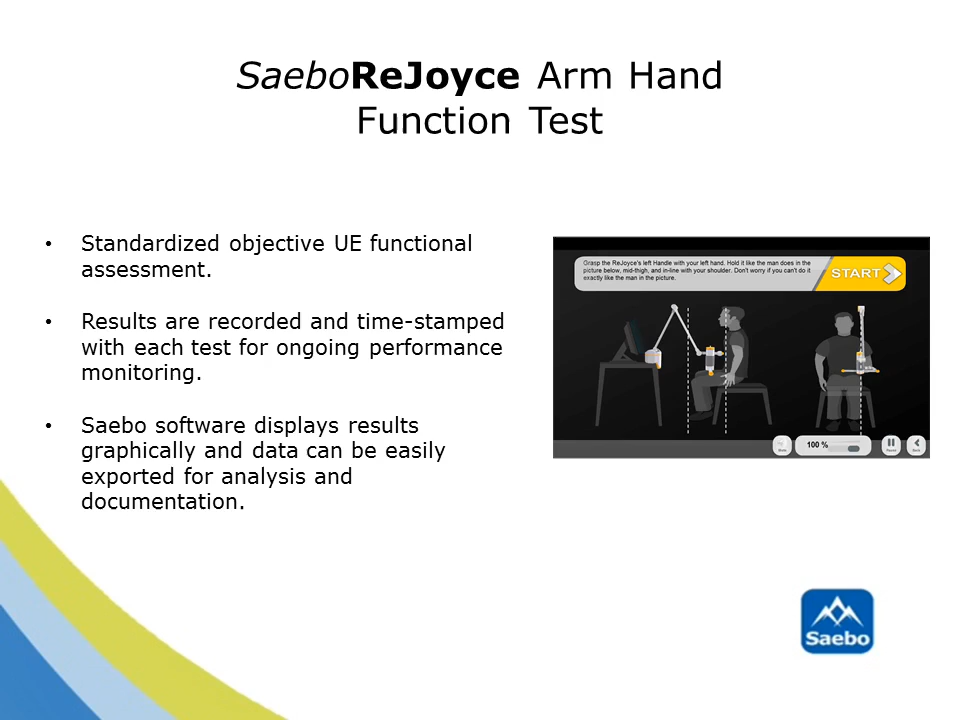 SaeboReJoyce Arm Hand
Function Test
• Standardized objective UE functional
assessment.
• Results are recorded and time-stamped
with each test for ongoing performance
monitoring.
• Saebo software displays results
graphically and data can be easily
exported for analysis and
documentation.
Grasp the ReJoyce's left Handle with your left hand. Hold it like the man does in the
picture below, mid-thigh, and in-line with your shoulder. Don't worry if you can't do it
exactly like the man in the picture.
START
100 %
Saebo